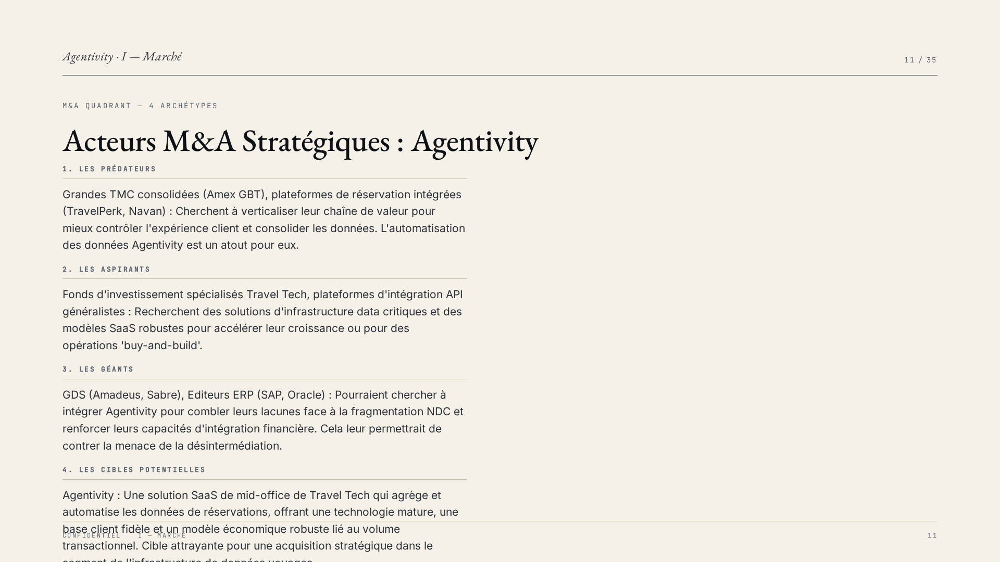 Agentivity · I — Marché
11 / 35
M&A QUADRANT — 4 ARCHÉTYPES
Acteurs M&A Stratégiques : Agentivity
1. LES PRÉDATEURS
Grandes TMC consolidées (Amex GBT), plateformes de réservation intégrées
(TravelPerk, Navan) : Cherchent à verticaliser leur chaîne de valeur pour
mieux contrôler l'expérience client et consolider les données. L'automatisation
des données Agentivity est un atout pour eux.
2. LES ASPIRANTS
Fonds d'investissement spécialisés Travel Tech, plateformes d'intégration API
généralistes : Recherchent des solutions d'infrastructure data critiques et des
modèles SaaS robustes pour accélérer leur croissance ou pour des
opérations 'buy-and-build'.
3. LES GÉANTS
GDS (Amadeus, Sabre), Editeurs ERP (SAP, Oracle) : Pourraient chercher à
intégrer Agentivity pour combler leurs lacunes face à la fragmentation NDC et
renforcer leurs capacités d'intégration financière. Cela leur permettrait de
contrer la menace de la désintermédiation.
4. LES CIBLES POTENTIELLES
Agentivity : Une solution SaaS de mid-office de Travel Tech qui agrège et
automatise les données de réservations, offrant une technologie mature, une
base client fidèle et un modèle économique robuste lié au volume
CONFIDENTIEL I — MARCHÉ
11
transactionnel. Cible attrayante pour une acquisition stratégique dans le
segment de l'infrastructure de données voyages.